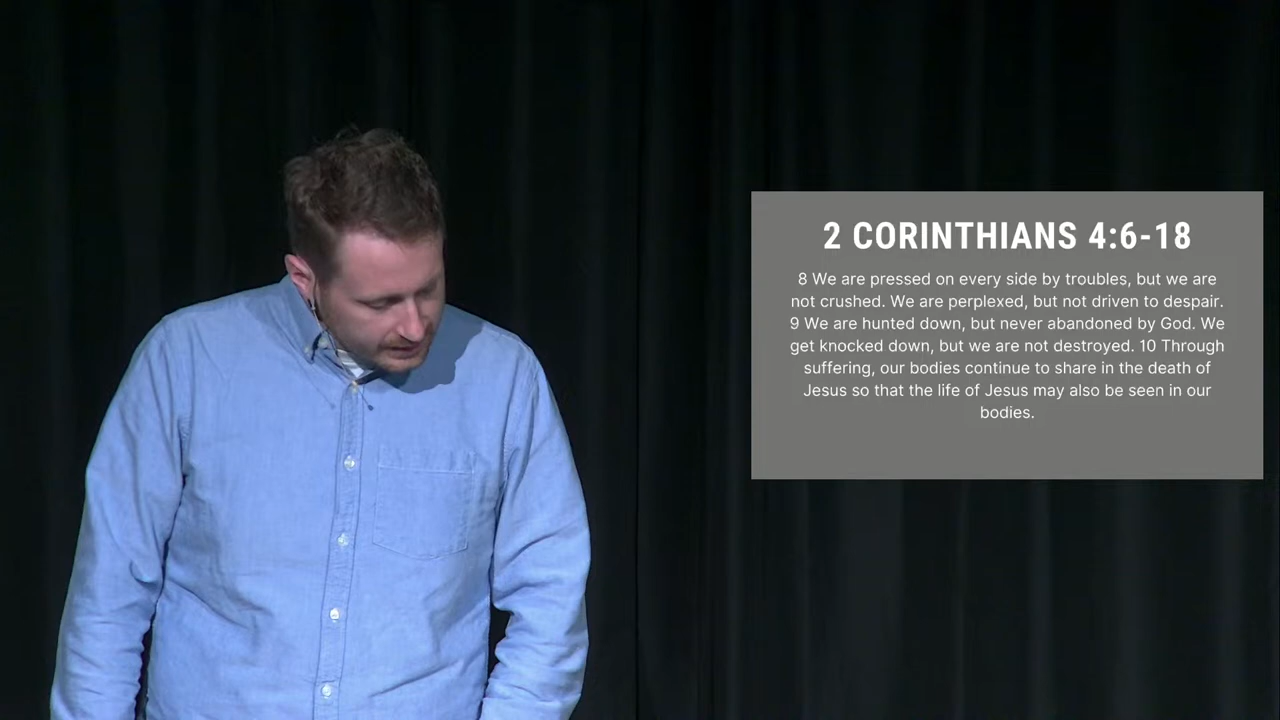 2 CORINTHIANS 4:6-18
8 We are pressed on every side by troubles, but we are
not crushed. We are perplexed, but not driven to despair.
9 We are hunted down, but never abandoned by God. We
get knocked down, but we are not destroyed. 10 Through
suffering, our bodies continue to share in the death of
Jesus so that the life of Jesus may also be seen in our
bodies.